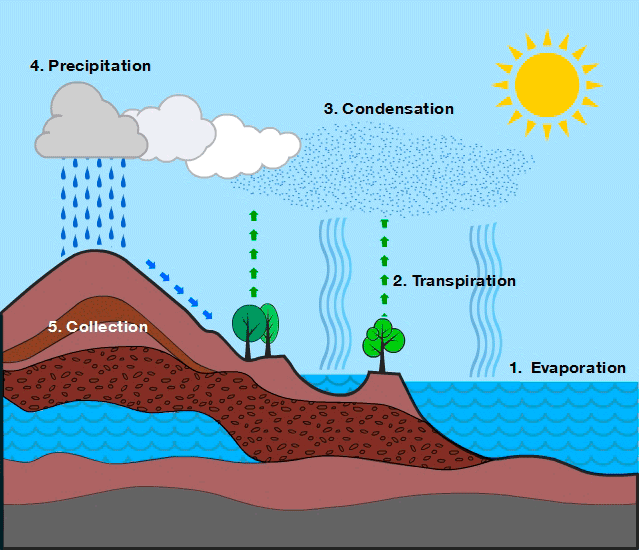 4. Precipitation
3. Condensation
2. Transpiration
5. Collection
1. Evaporation